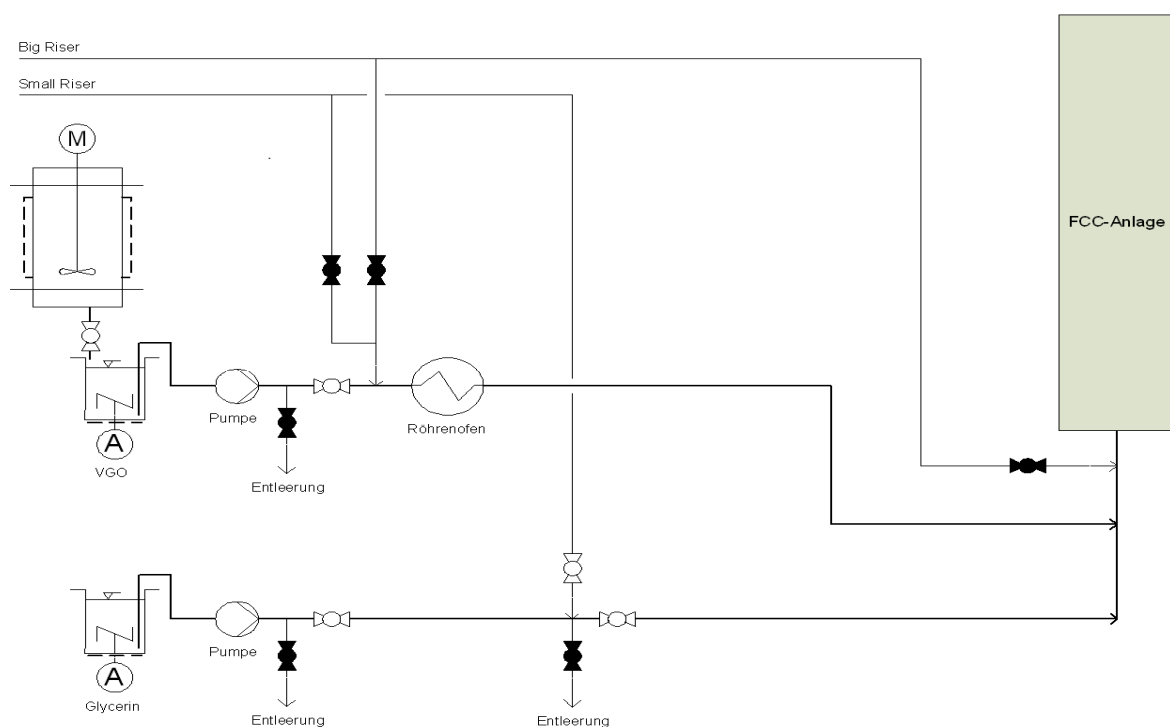 Big Riser
Small Riser
M
FCC-Anlage
Pumpe
Röhrenofen
A
VGO
Entleerung
Pumpe
A
Glycerin
Entleerung
Entleerung